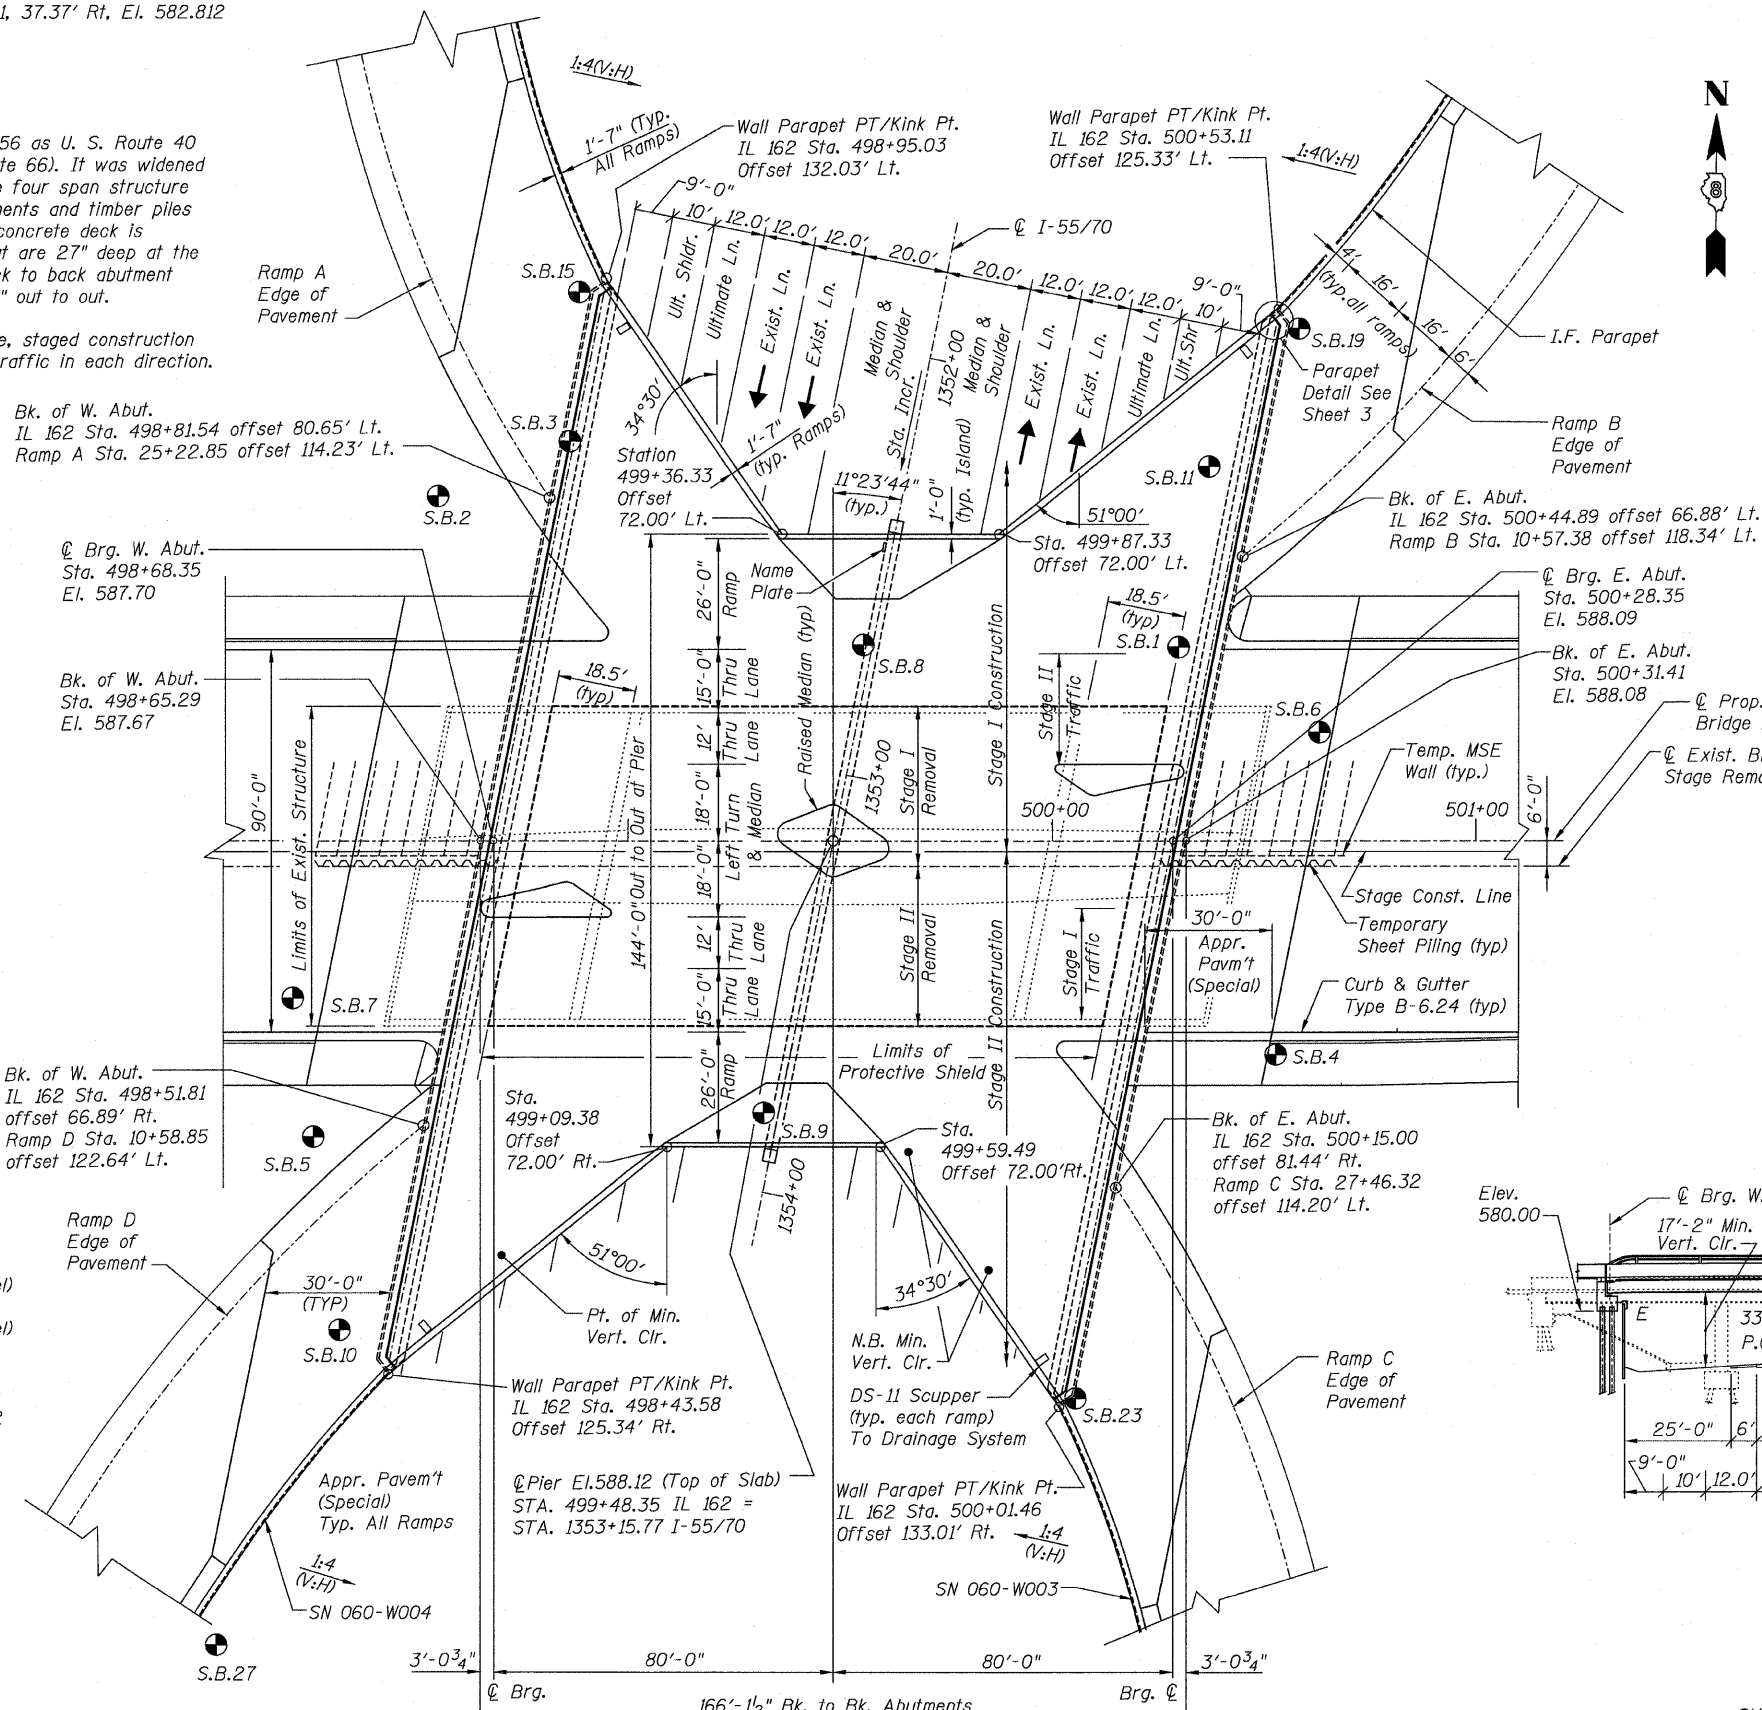 1, 37.37' Rt, El. 582.812
56 as U. S. Route 40
te 66). It was widened
e four span structure
ments and timber piles
concrete deck is
at are 27" deep at the
ck to back abutment
" out to out.
e, staged construction
raffic in each direction.
1:4(V:H)
1'-7" (Typ.
All Ramps)
Wall Parapet PT/Kink Pt.
IL 162 Sta. 498+95.03
Offset 132.03' Lt.
Wall Parapet PT/Kink Pt.
IL 162 Sta. 500+53.11
Offset 125.33' Lt.
1:4(V:H)
N
8
9'-0"
10'
12.0'
12.0'
12.0'
20.0'
20.0'
12.0'
12.0'
12.0'
10'
9'-0"
℄ I-55/70
Ult. Shldr.
Ultimate Ln.
Exist. Ln.
Exist. Ln.
Median &
Shoulder
Sta. Incr.
1352+00
Median &
Shoulder
Exist. Ln.
Exist. Ln.
Ultimate Ln.
Ult.Shr
4'
(typ.all ramps)
16'
16'
6'
I.F. Parapet
Ramp A
Edge of
Pavement
S.B.15
S.B.19
Parapet
Detail See
Sheet 3
Ramp B
Edge of
Pavement
Bk. of W. Abut.
IL 162 Sta. 498+81.54 offset 80.65' Lt.
Ramp A Sta. 25+22.85 offset 114.23' Lt.
S.B.3
S.B.2
34°30'
Station
499+36.33
Offset
72.00' Lt.
1'-7"
(typ. Ramps)
11°23'44"
(typ.)
1'-0"
(typ. Island)
S.B.11
51°00'
Sta. 499+87.33
Offset 72.00' Lt.
Bk. of E. Abut.
IL 162 Sta. 500+44.89 offset 66.88' Lt.
Ramp B Sta. 10+57.38 offset 118.34' Lt.
℄ Brg. W. Abut.
Sta. 498+68.35
El. 587.70
Name
Plate
26'-0"
Ramp
18.5'
(typ)
S.B.1
℄ Brg. E. Abut.
Sta. 500+28.35
El. 588.09
Bk. of W. Abut.
Sta. 498+65.29
El. 587.67
18.5'
(typ)
15'-0"
Thru
Lane
Raised Median (typ)
S.B.8
Stage I Construction
Stage II
Traffic
S.B.6
Bk. of E. Abut.
Sta. 500+31.41
El. 588.08
℄ Prop.
Bridge
℄ Exist. B
Stage Rem
Temp. MSE
Wall (typ.)
90'-0"
Limits of Exist. Structure
144'-0" Out to Out at Pier
12'
Thru
Lane
18'-0"
18'-0"
Left Turn
& Median
1353+00
Stage I
Removal
500+00
501+00
6'-0"
12'
Thru
Lane
15'-0"
Thru
Lane
Stage II
Removal
Stage II Construction
Stage I
Traffic
30'-0"
Appr.
Pavm't
(Special)
Stage Const. Line
Temporary
Sheet Piling (typ)
Curb & Gutter
Type B-6.24 (typ)
S.B.7
S.B.4
26'-0"
Ramp
Limits of
Protective Shield
Bk. of W. Abut.
IL 162 Sta. 498+51.81
offset 66.89' Rt.
Ramp D Sta. 10+58.85
offset 122.64' Lt.
S.B.5
Sta.
499+09.38
Offset
72.00' Rt.
S.B.9
Sta.
499+59.49
Offset 72.00'Rt.
Bk. of E. Abut.
IL 162 Sta. 500+15.00
offset 81.44' Rt.
Ramp C Sta. 27+46.32
offset 114.20' Lt.
1354+00
Ramp D
Edge of
Pavement
51°00'
34°30'
Elev.
580.00
℄ Brg. W.
17'-2" Min.
Vert. Clr.
E
33
25'-0"
6'
9'-0"
10'
12.0'
el)
el)
30'-0"
(TYP)
S.B.10
Pt. of Min.
Vert. Clr.
N.B. Min.
Vert. Clr.
DS-11 Scupper
(typ. each ramp)
To Drainage System
S.B.23
Ramp C
Edge of
Pavement
Wall Parapet PT/Kink Pt.
IL 162 Sta. 498+43.58
Offset 125.34' Rt.
Appr. Pavem't
(Special)
Typ. All Ramps
℄Pier El.588.12 (Top of Slab)
STA. 499+48.35 IL 162 =
STA. 1353+15.77 I-55/70
Wall Parapet PT/Kink Pt.
IL 162 Sta. 500+01.46
Offset 133.01' Rt.
1:4
(V:H)
1:4
(V:H)
SN 060-W004
SN 060-W003
S.B.27
3'-0¾"
80'-0"
80'-0"
3'-0¾"
℄ Brg.
Brg. ℄
166'-1½" Bk. to Bk. Abutments